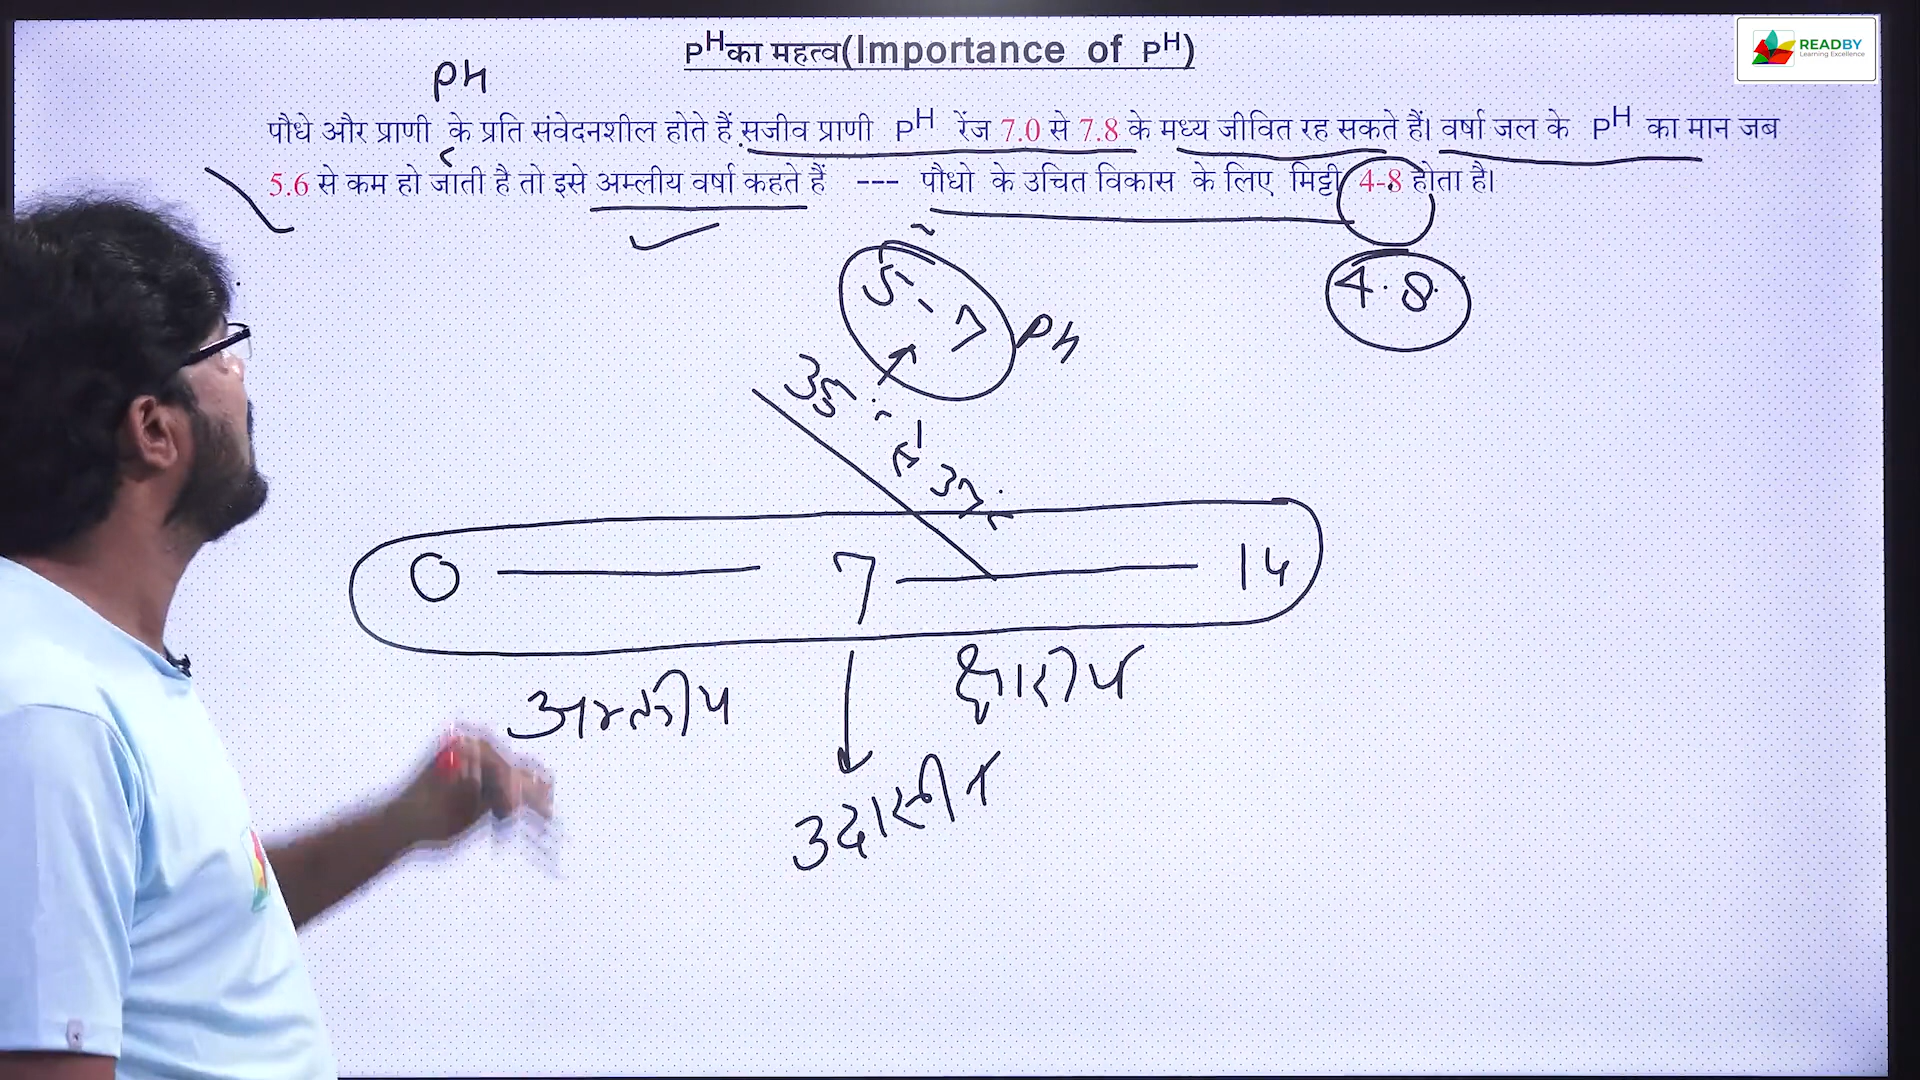 Pᴴका महत्व(Importance of Pᴴ)
READBY
Learning Excellence
PH
पौधे और प्राणी के प्रति संवेदनशील होते हैं सजीव प्राणी Pᴴ रेंज 7.0 से 7.8 के मध्य जीवित रह सकते हैं। वर्षा जल के Pᴴ का मान जब
5.6 से कम हो जाती है तो इसे अम्लीय वर्षा कहते हैं --- पौधो के उचित विकास के लिए मिट्टी 4-8 होता है।
5-7 PH
4.8
0 7 14
अम्लीय क्षारीय
उदासीन